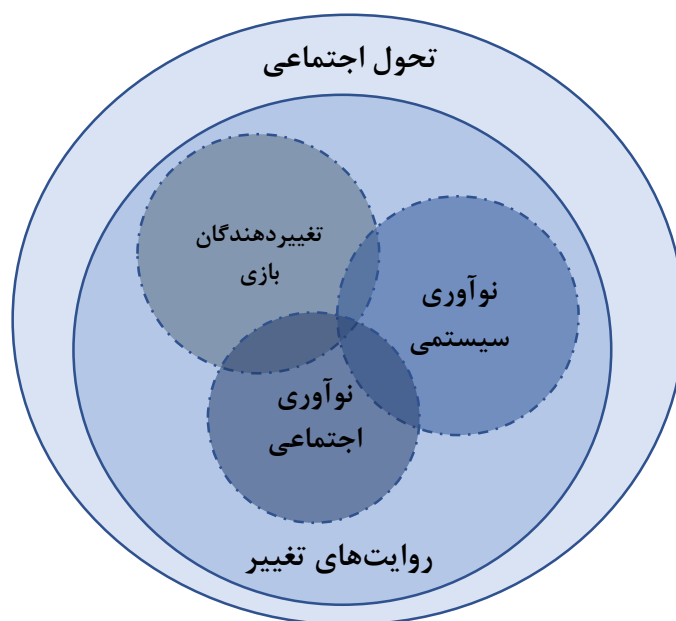 تحول اجتماعی
تغییردهندگان
بازی
نوآوری
سیستمی
نوآوری
اجتماعی
روایت‌های تغییر